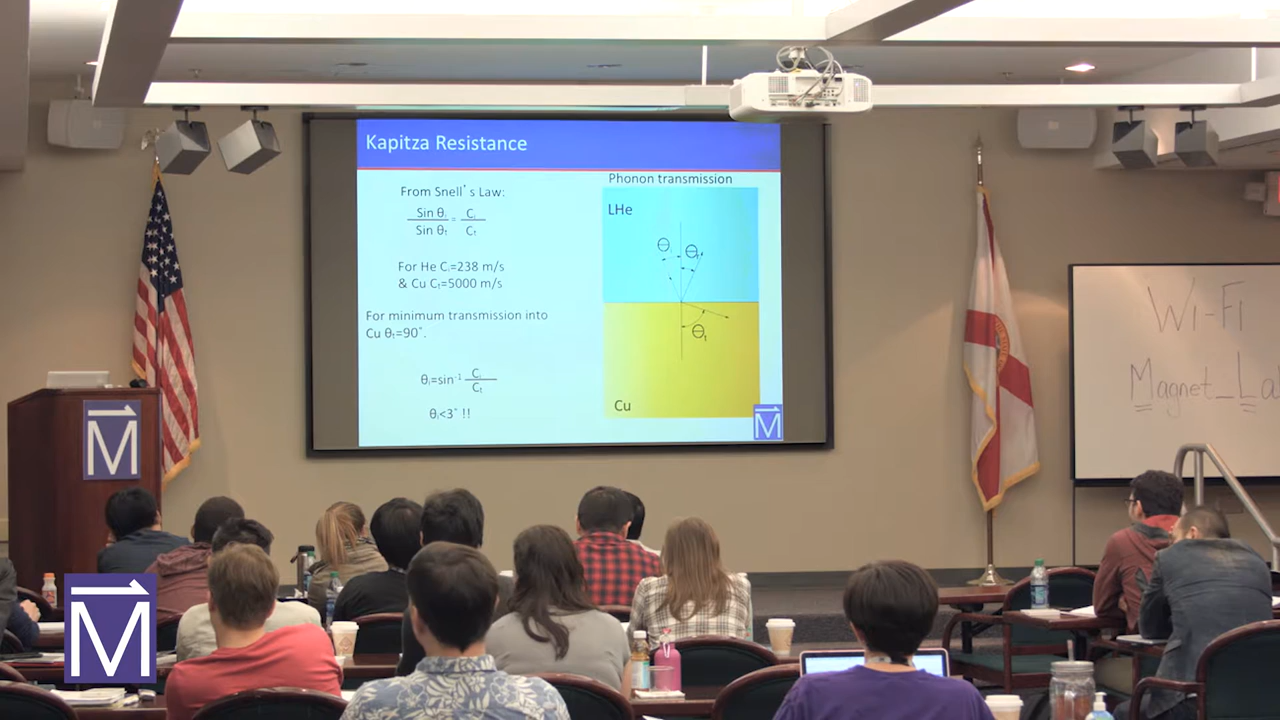 Kapitza Resistance
From Snell's Law:
Sin θᵢ = Cᵢ
Sin θₜ Cₜ
For He Cᵢ=238 m/s
& Cu Cₜ=5000 m/s
For minimum transmission into
Cu θₜ=90°.
θᵢ=sin⁻¹ Cᵢ
Cₜ
θᵢ<3° !!
Phonon transmission
LHe
Θ Θᵣ
Θₜ
Cu
M
M
M
Wi-Fi
Magnet_La